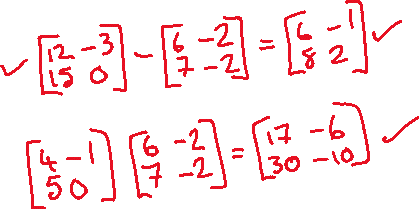 ✓ [12 -3 15 0] - [6 -2 7 -2] = [6 -1 8 2] ✓
[4 -1 5 0] [6 -2 7 -2] = [17 -6 30 -10] ✓